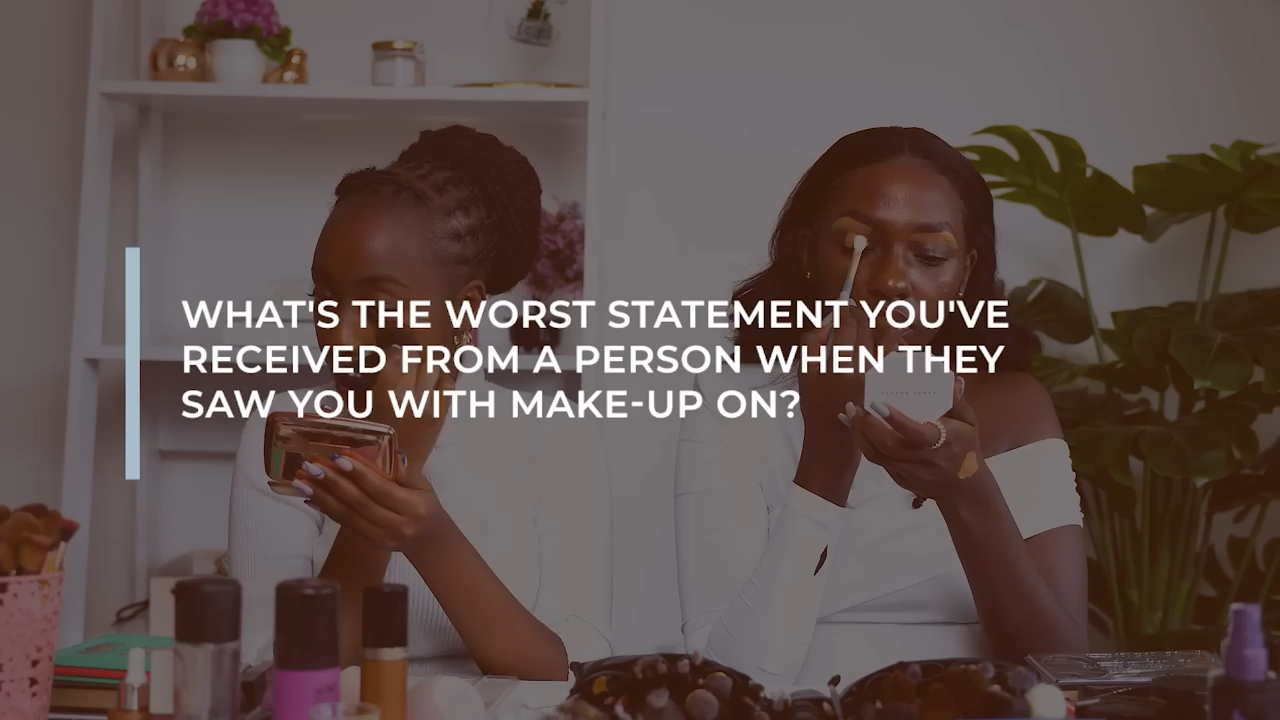 WHAT'S THE WORST STATEMENT YOU'VE
RECEIVED FROM A PERSON WHEN THEY
SAW YOU WITH MAKE-UP ON?